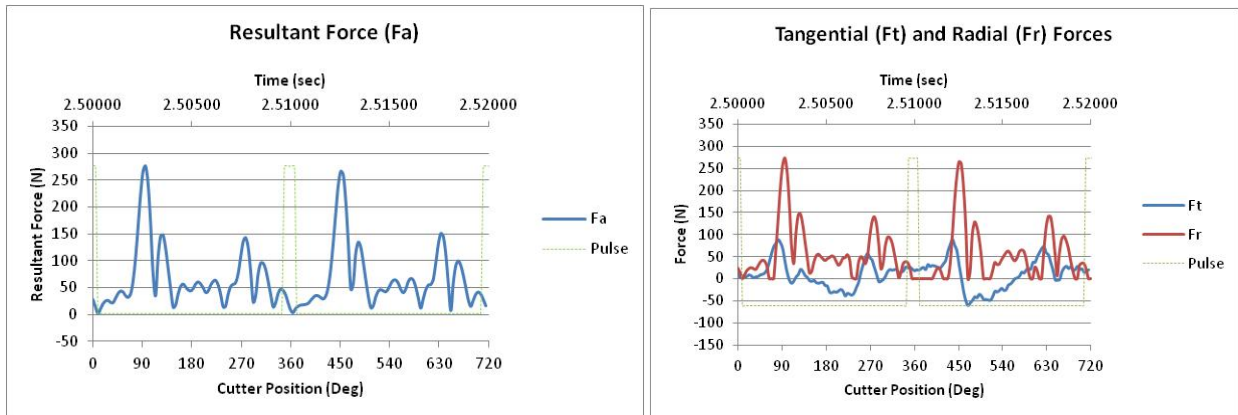 Resultant Force (Fa)
Time (sec)
2.50000 2.50500 2.51000 2.51500 2.52000
350
300
250
200
150
100
50
0
-50
Resultant Force (N)
0 90 180 270 360 450 540 630 720
Cutter Position (Deg)
Fa
Pulse
Tangential (Ft) and Radial (Fr) Forces
Time (sec)
2.50000 2.50500 2.51000 2.51500 2.52000
350
300
250
200
150
100
50
0
-50
-100
-150
Force (N)
0 90 180 270 360 450 540 630 720
Cutter Position (Deg)
Ft
Fr
Pulse